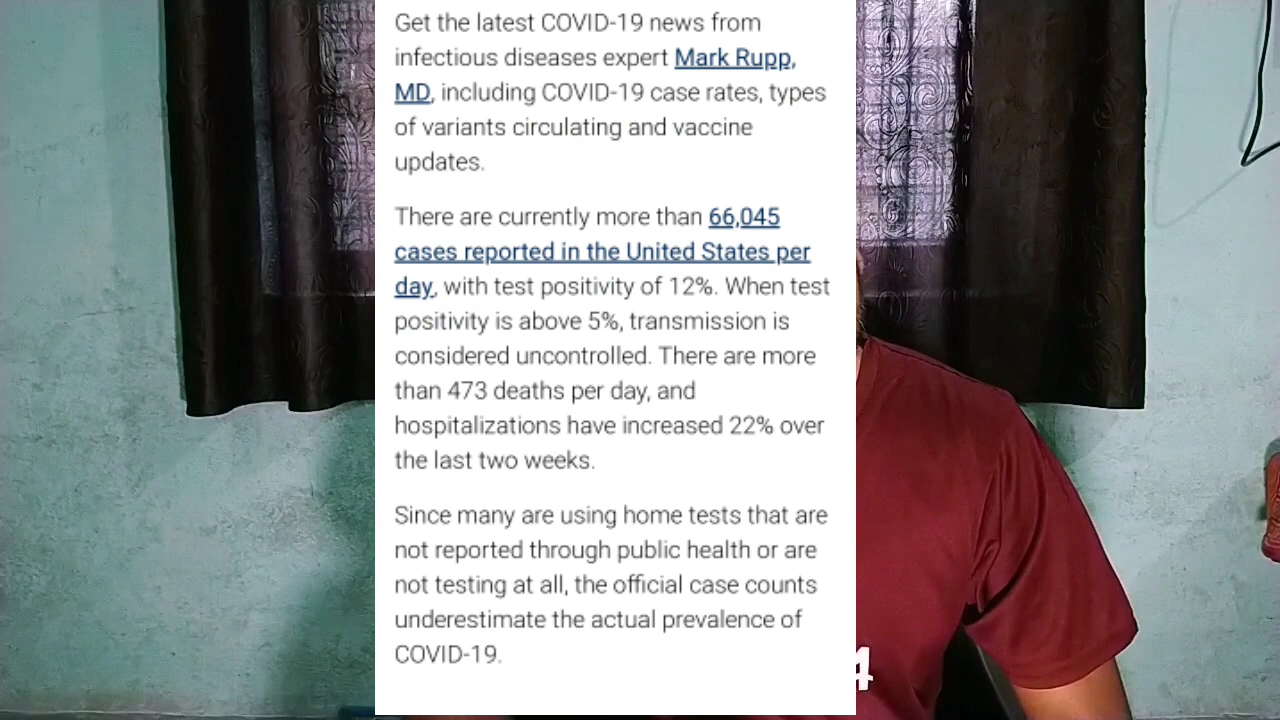 Get the latest COVID-19 news from
infectious diseases expert Mark Rupp,
MD, including COVID-19 case rates, types
of variants circulating and vaccine
updates.
There are currently more than 66,045
cases reported in the United States per
day, with test positivity of 12%. When test
positivity is above 5%, transmission is
considered uncontrolled. There are more
than 473 deaths per day, and
hospitalizations have increased 22% over
the last two weeks.
Since many are using home tests that are
not reported through public health or are
not testing at all, the official case counts
underestimate the actual prevalence of
COVID-19.
4